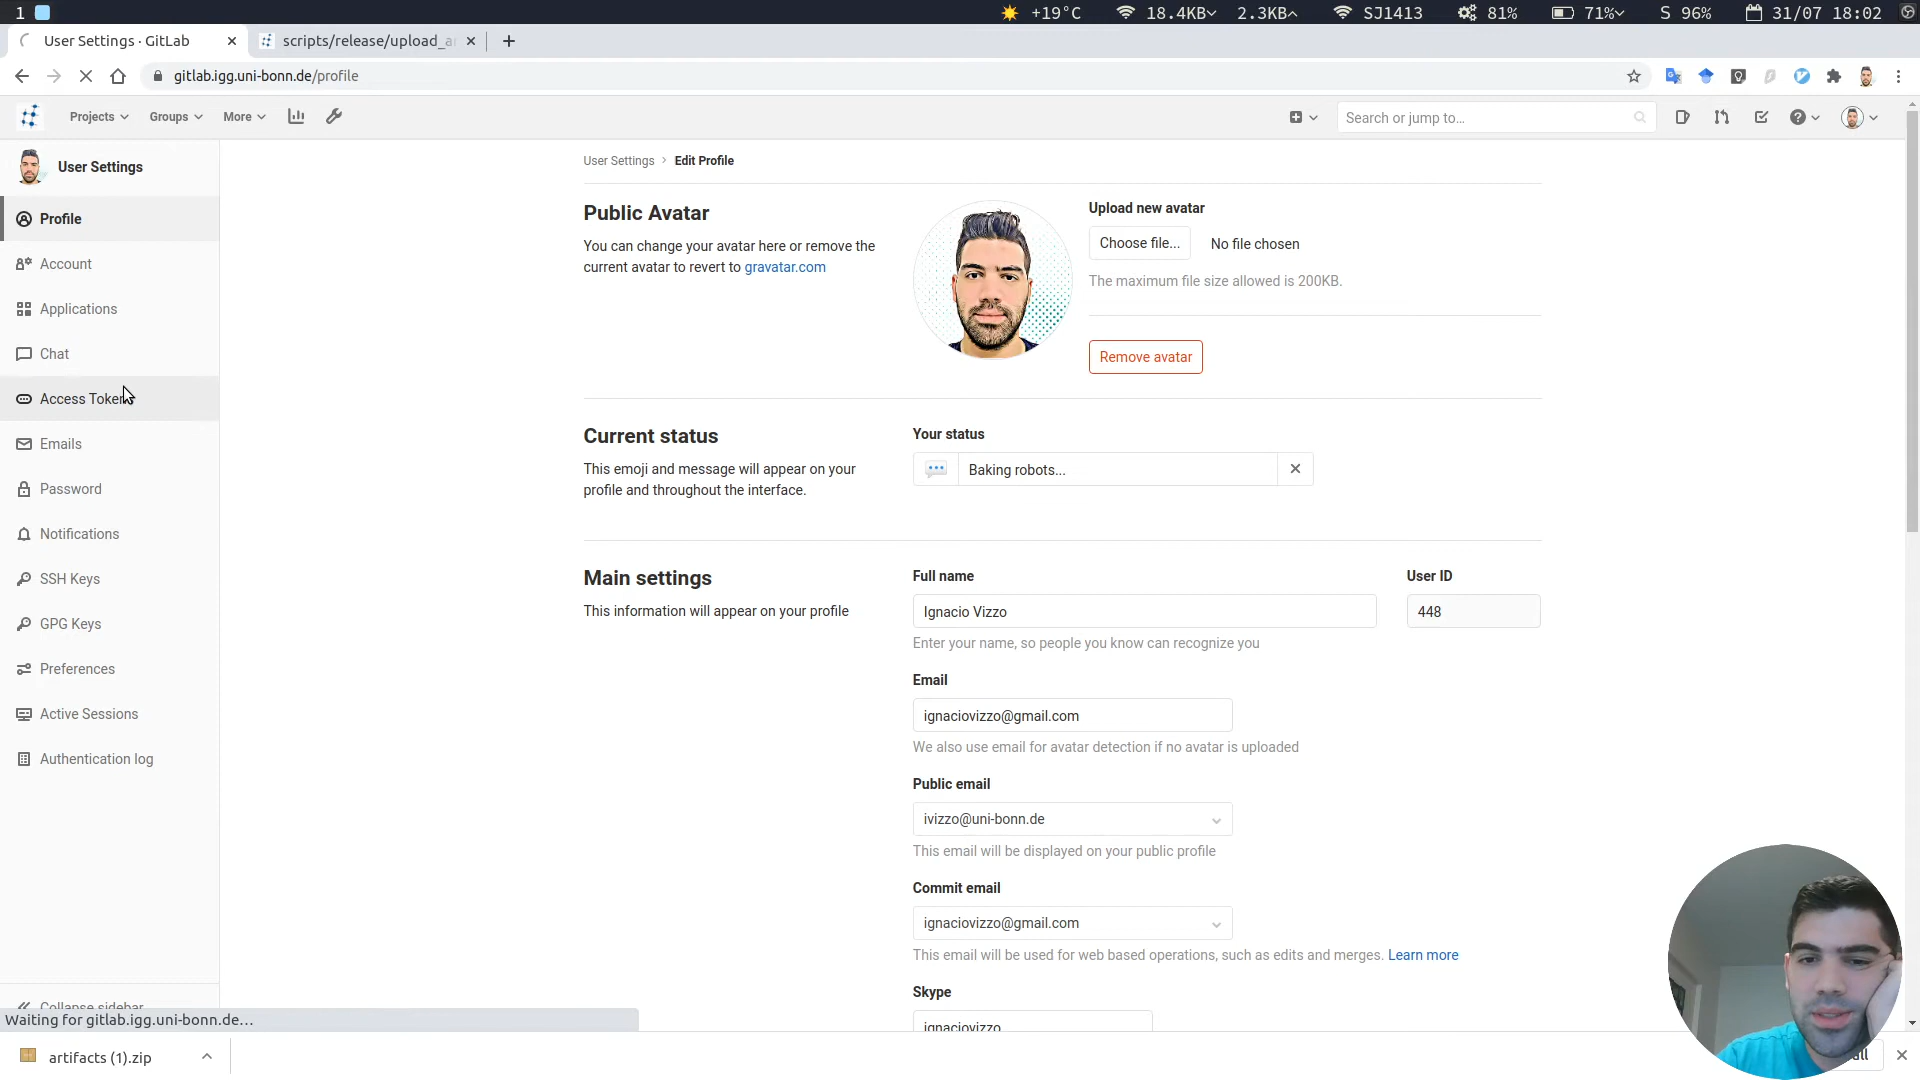 1
+19°C
18.4KB
2.3KB
SJ1413
81%
71%
S 96%
31/07 18:02
User Settings · GitLab
scripts/release/upload_a
gitlab.igg.uni-bonn.de/profile
Projects
Groups
More
Search or jump to…
User Settings
Profile
Account
Applications
Chat
Access Token
Emails
Password
Notifications
SSH Keys
GPG Keys
Preferences
Active Sessions
Authentication log
Collapse sidebar
User Settings › Edit Profile
Public Avatar
You can change your avatar here or remove the
current avatar to revert to gravatar.com
Upload new avatar
Choose file...
No file chosen
The maximum file size allowed is 200KB.
Remove avatar
Current status
This emoji and message will appear on your
profile and throughout the interface.
Your status
Baking robots...
Main settings
This information will appear on your profile
Full name
Ignacio Vizzo
Enter your name, so people you know can recognize you
User ID
448
Email
ignaciovizzo@gmail.com
We also use email for avatar detection if no avatar is uploaded
Public email
ivizzo@uni-bonn.de
This email will be displayed on your public profile
Commit email
ignaciovizzo@gmail.com
This email will be used for web based operations, such as edits and merges. Learn more
Skype
ignaciovizzo
Waiting for gitlab.igg.uni-bonn.de…
artifacts (1).zip